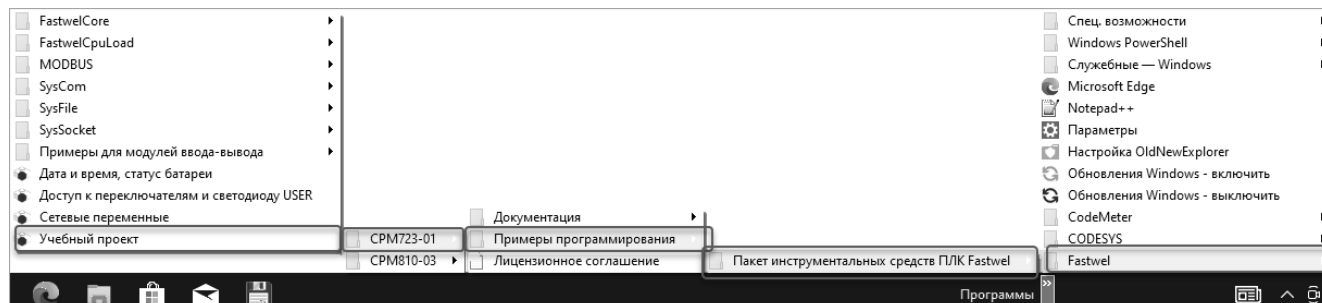 FastwelCore
FastwelCpuLoad
MODBUS
SysCom
SysFile
SysSocket
Примеры для модулей ввода-вывода
Дата и время, статус батареи
Доступ к переключателям и светодиоду USER
Сетевые переменные
Учебный проект
CPM723-01
CPM810-03
Документация
Примеры программирования
Лицензионное соглашение
Пакет инструментальных средств ПЛК Fastwel
Спец. возможности
Windows PowerShell
Служебные — Windows
Microsoft Edge
Notepad++
Параметры
Настройка OldNewExplorer
Обновления Windows - включить
Обновления Windows - выключить
CodeMeter
CODESYS
Fastwel
Программы